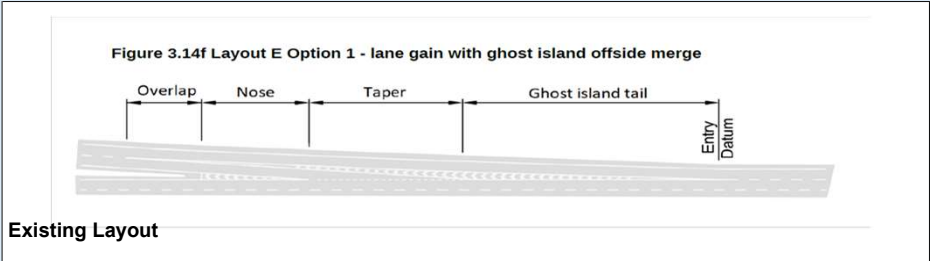 Figure 3.14f Layout E Option 1 - lane gain with ghost island offside merge
Overlap Nose Taper Ghost island tail
Entry
Datum
Existing Layout